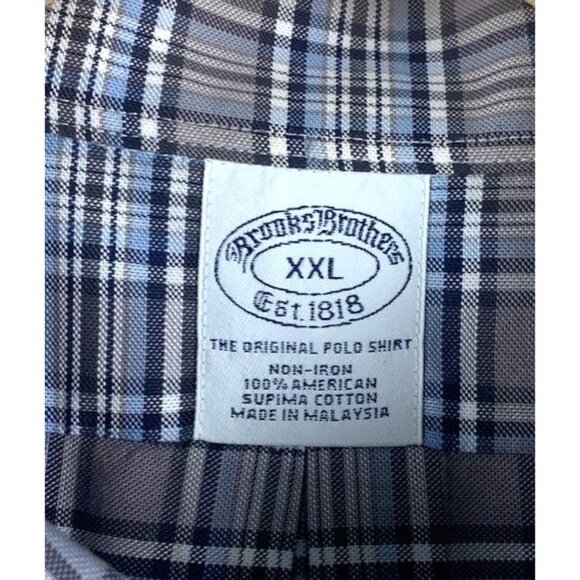 Brooks Brothers
XXL
Est. 1818
THE ORIGINAL POLO SHIRT
NON-IRON
100% AMERICAN
SUPIMA COTTON
MADE IN MALAYSIA